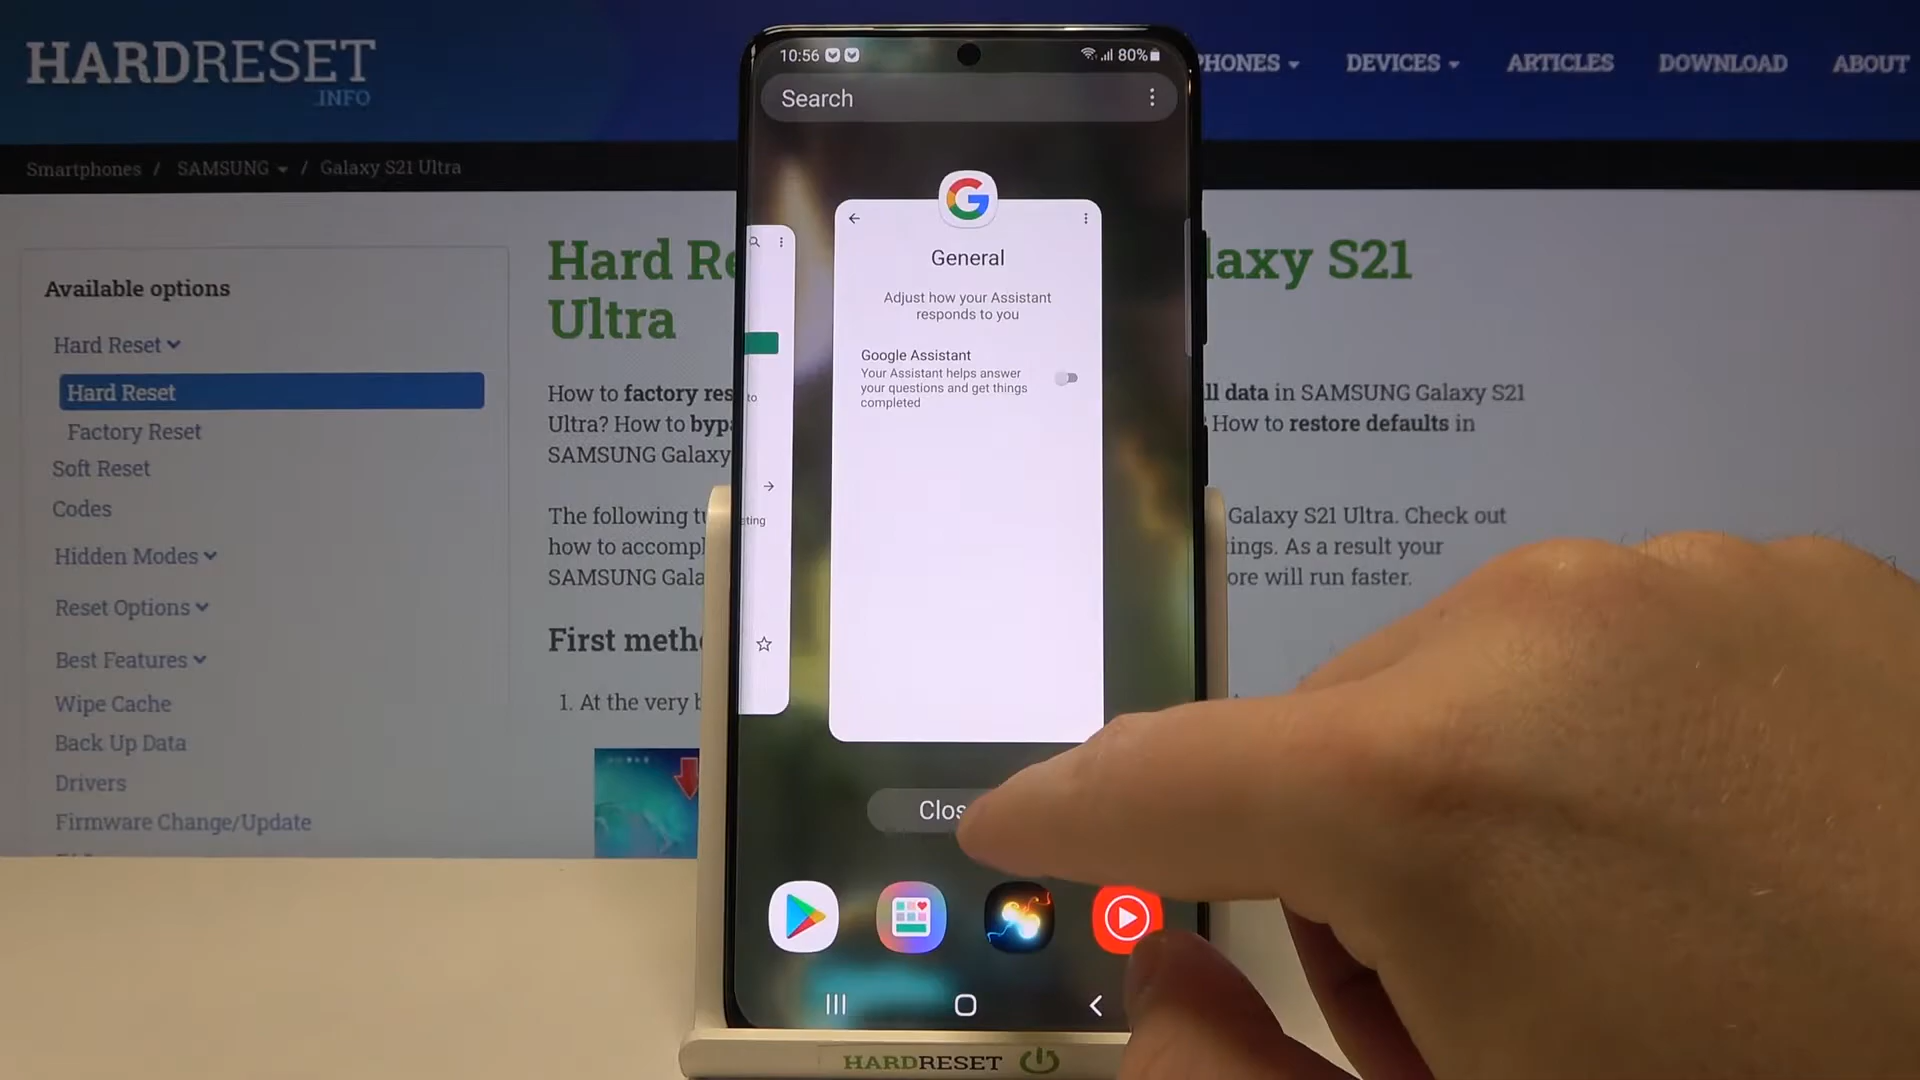 HARDRESET
.INFO
PHONES
DEVICES
ARTICLES
DOWNLOAD
ABOUT
Smartphones / SAMSUNG / Galaxy S21 Ultra
Available options
Hard Reset
Hard Reset
Factory Reset
Soft Reset
Codes
Hidden Modes
Reset Options
Best Features
Wipe Cache
Back Up Data
Drivers
Firmware Change/Update
Hard Re
laxy S21
Ultra
How to factory res
ll data in SAMSUNG Galaxy S21
Ultra? How to byp
How to restore defaults in
SAMSUNG Galaxy
The following tu
Galaxy S21 Ultra. Check out
how to accompl
ings. As a result your
SAMSUNG Gala
ore will run faster.
First meth
1. At the very b
10:56
80%
Search
to
eting
General
Adjust how your Assistant
responds to you
Google Assistant
Your Assistant helps answer
your questions and get things
completed
Clos
HARDRESET